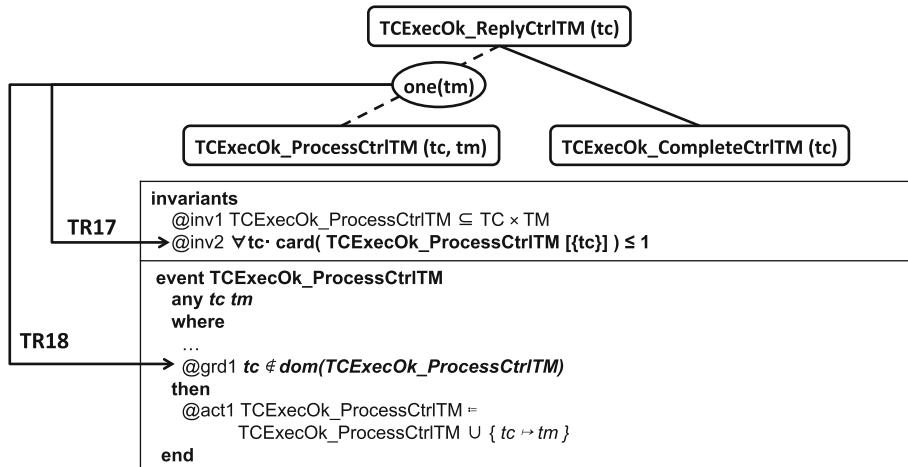 TCExecOk_ReplyCtrlTM (tc)
one(tm)
TCExecOk_ProcessCtrlTM (tc, tm)
TCExecOk_CompleteCtrlTM (tc)
invariants
@inv1 TCExecOk_ProcessCtrlTM ⊆ TC × TM
TR17
@inv2 ∀tc· card( TCExecOk_ProcessCtrlTM [{tc}] ) ≤ 1
event TCExecOk_ProcessCtrlTM
any tc tm
where
TR18
...
@grd1 tc ∉ dom(TCExecOk_ProcessCtrlTM)
then
@act1 TCExecOk_ProcessCtrlTM ≔
TCExecOk_ProcessCtrlTM ∪ { tc ↦ tm }
end